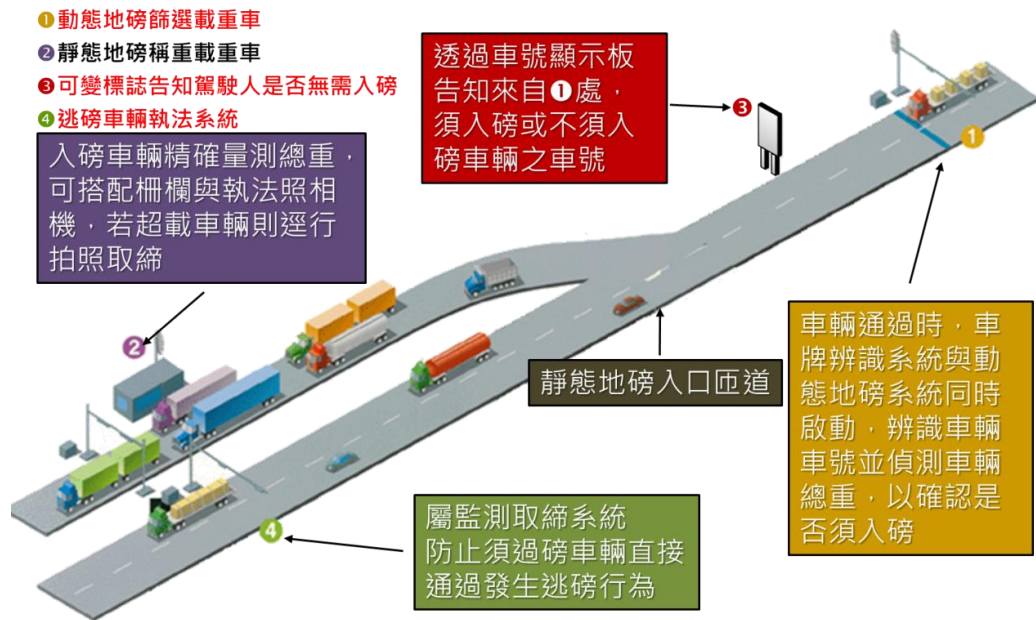 ❶動態地磅篩選載重車
❷靜態地磅稱重載重車
❸可變標誌告知駕駛人是否無需入磅
❹逃磅車輛執法系統
入磅車輛精確量測總重，
可搭配柵欄與執法照相
機，若超載車輛則逕行
拍照取締
透過車號顯示板
告知來自❶處，
須入磅或不須入
磅車輛之車號
❸
❶
❷
靜態地磅入口匝道
車輛通過時，車
牌辨識系統與動
態地磅系統同時
啟動，辨識車輛
車號並偵測車輛
總重，以確認是
否須入磅
❹
屬監測取締系統
防止須過磅車輛直接
通過發生逃磅行為